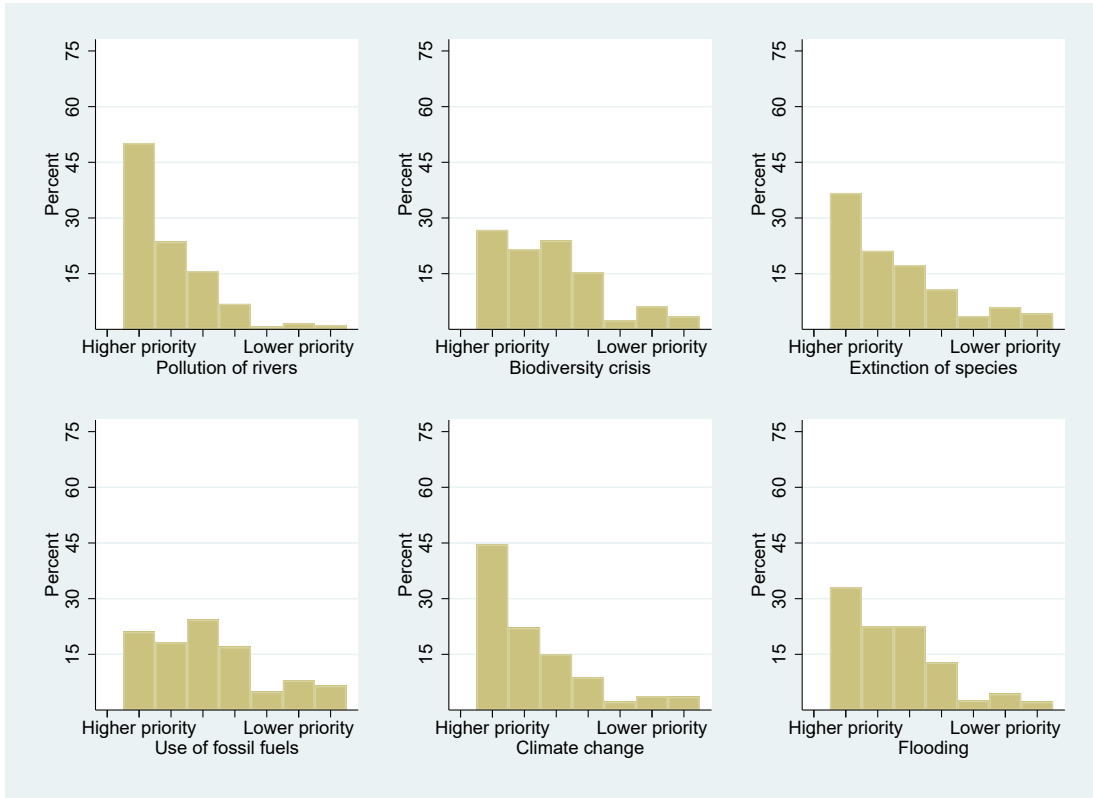 75
60
45
30
15
Percent
Higher priority Lower priority
Pollution of rivers
75
60
45
30
15
Percent
Higher priority Lower priority
Biodiversity crisis
75
60
45
30
15
Percent
Higher priority Lower priority
Extinction of species
75
60
45
30
15
Percent
Higher priority Lower priority
Use of fossil fuels
75
60
45
30
15
Percent
Higher priority Lower priority
Climate change
75
60
45
30
15
Percent
Higher priority Lower priority
Flooding